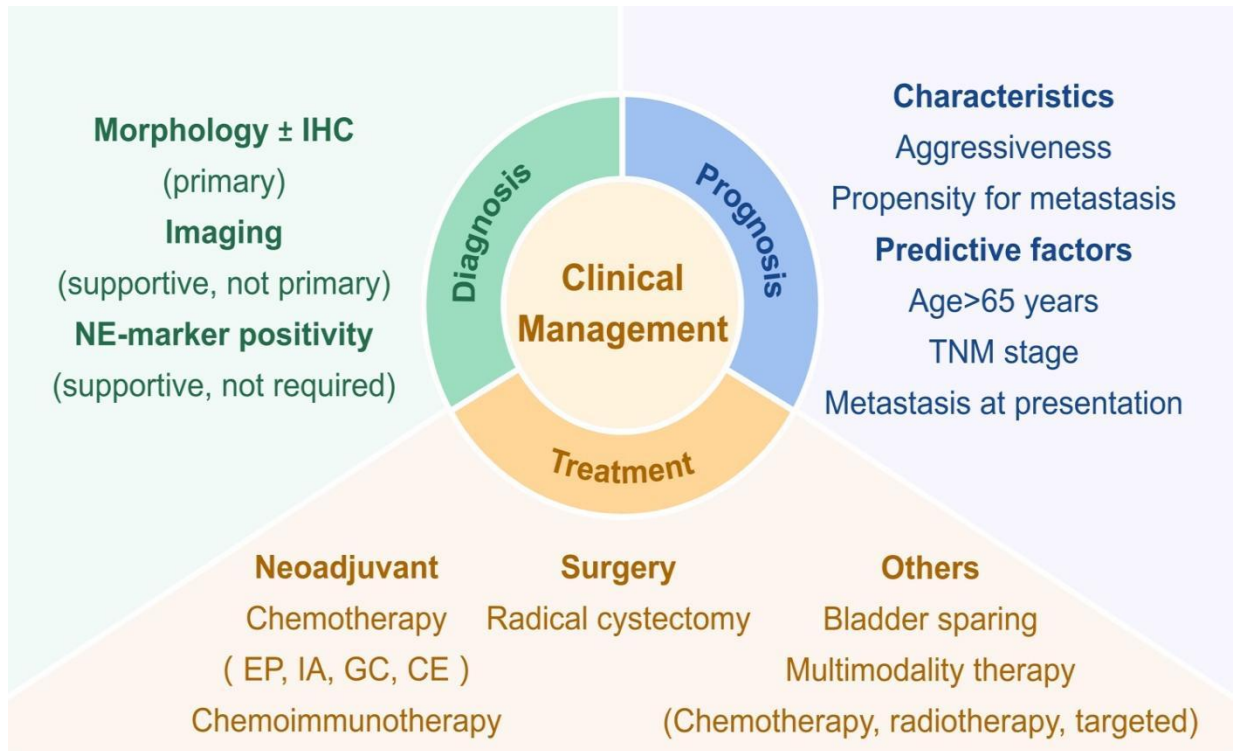 Morphology ± IHC
(primary)
Imaging
(supportive, not primary)
NE-marker positivity
(supportive, not required)
Diagnosis
Prognosis
Treatment
Clinical
Management
Characteristics
Aggressiveness
Propensity for metastasis
Predictive factors
Age>65 years
TNM stage
Metastasis at presentation
Neoadjuvant
Chemotherapy
( EP, IA, GC, CE )
Chemoimmunotherapy
Surgery
Radical cystectomy
Others
Bladder sparing
Multimodality therapy
(Chemotherapy, radiotherapy, targeted)